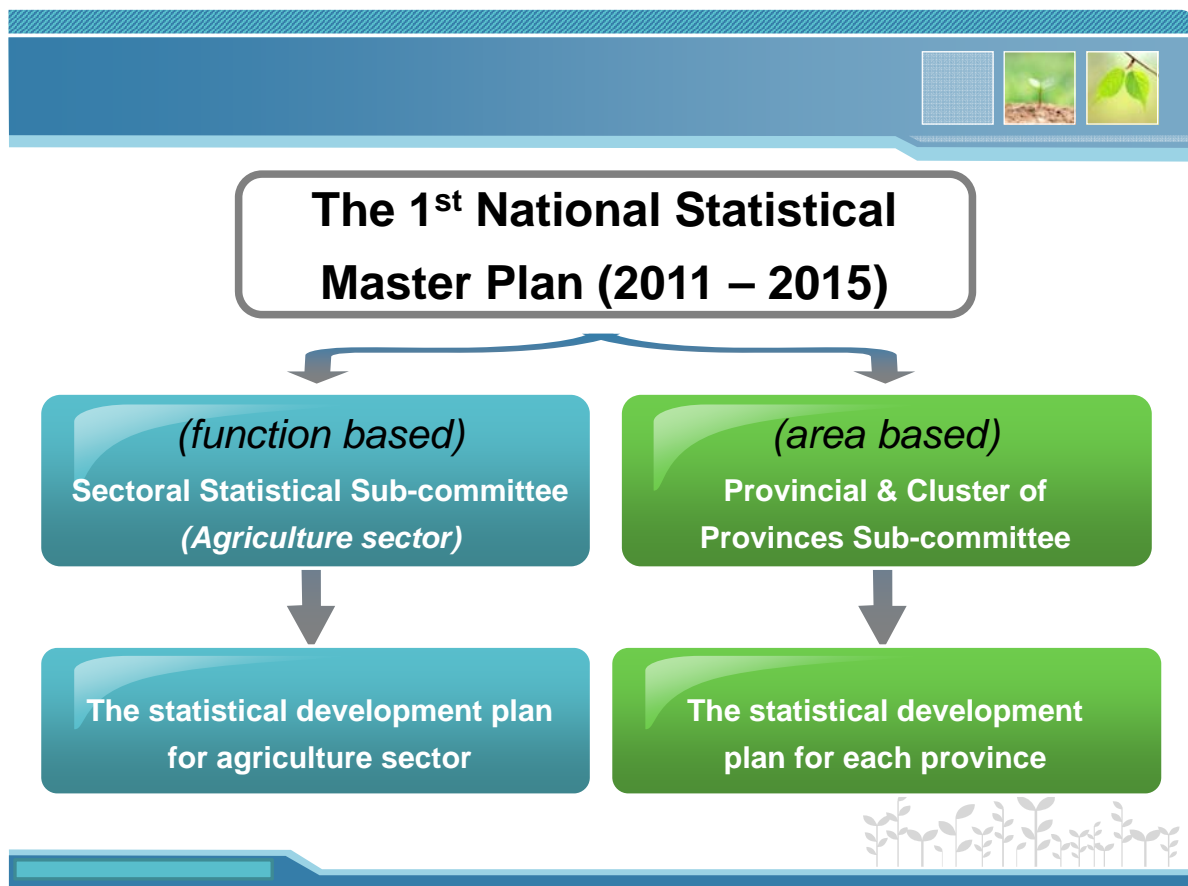 The 1st National Statistical
Master Plan (2011 – 2015)
(function based)
Sectoral Statistical Sub-committee
(Agriculture sector)
(area based)
Provincial & Cluster of
Provinces Sub-committee
The statistical development plan
for agriculture sector
The statistical development
plan for each province